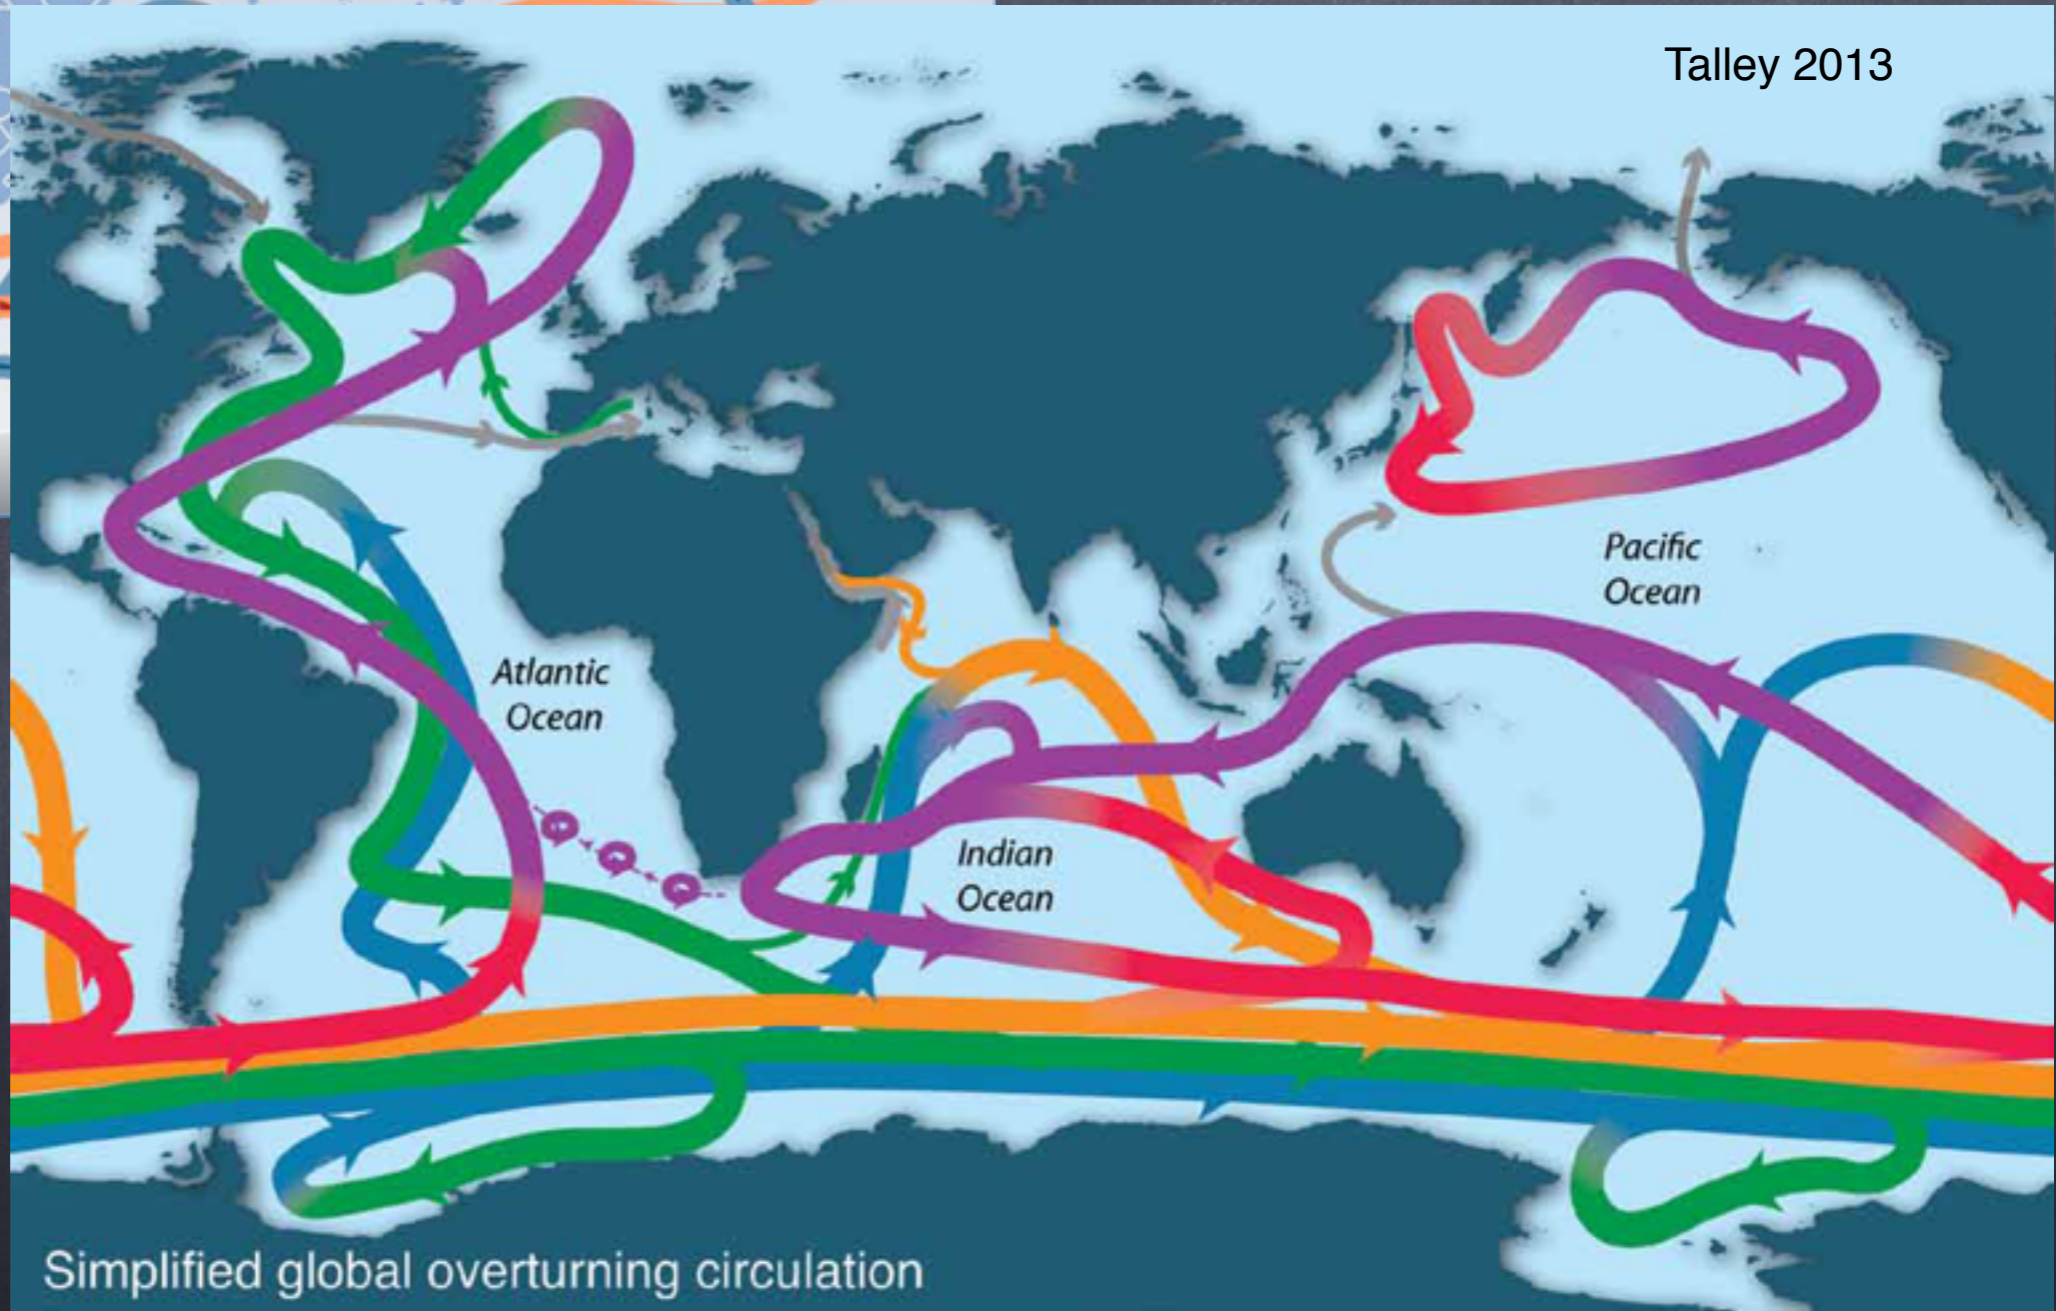 Talley 2013
Pacific
Ocean
Atlantic
Ocean
Indian
Ocean
Simplified global overturning circulation